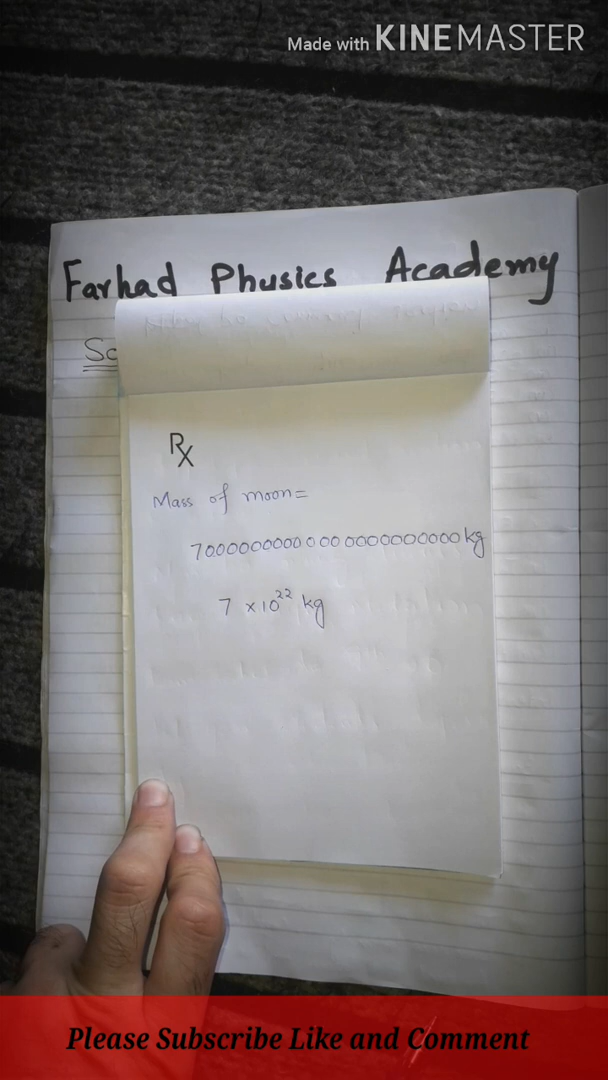 Made with KINEMASTER
Farhad Phusics Academy
Sc
Rx
Mass of moon=
70000000000000000000000 kg
7 ×10²² kg
Please Subscribe Like and Comment